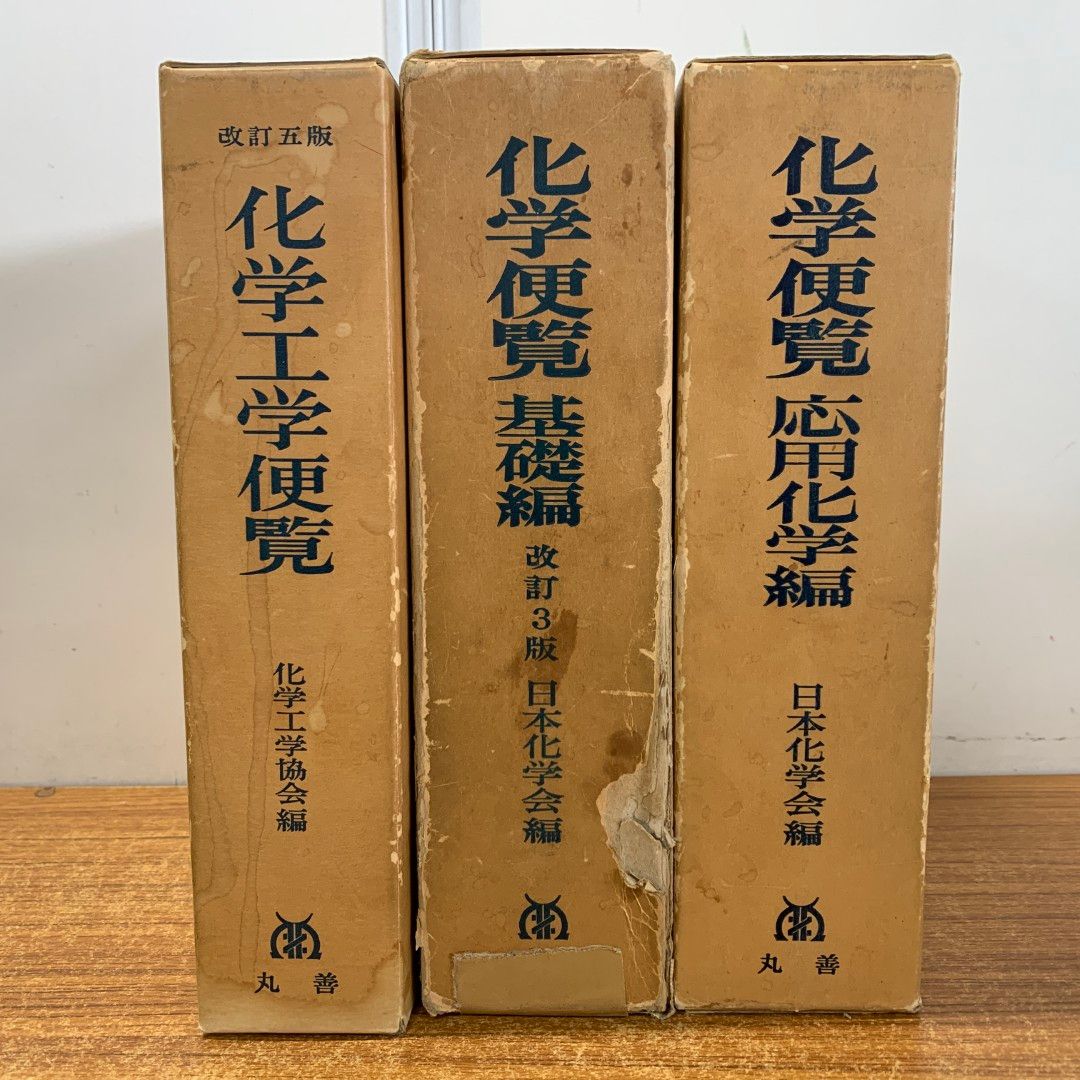 改訂五版
化学工学便覧
化学工学協会編
丸善
化学便覧
基礎編
改訂3版
日本化学会編
化学便覧
応用化学編
日本化学会編
丸善